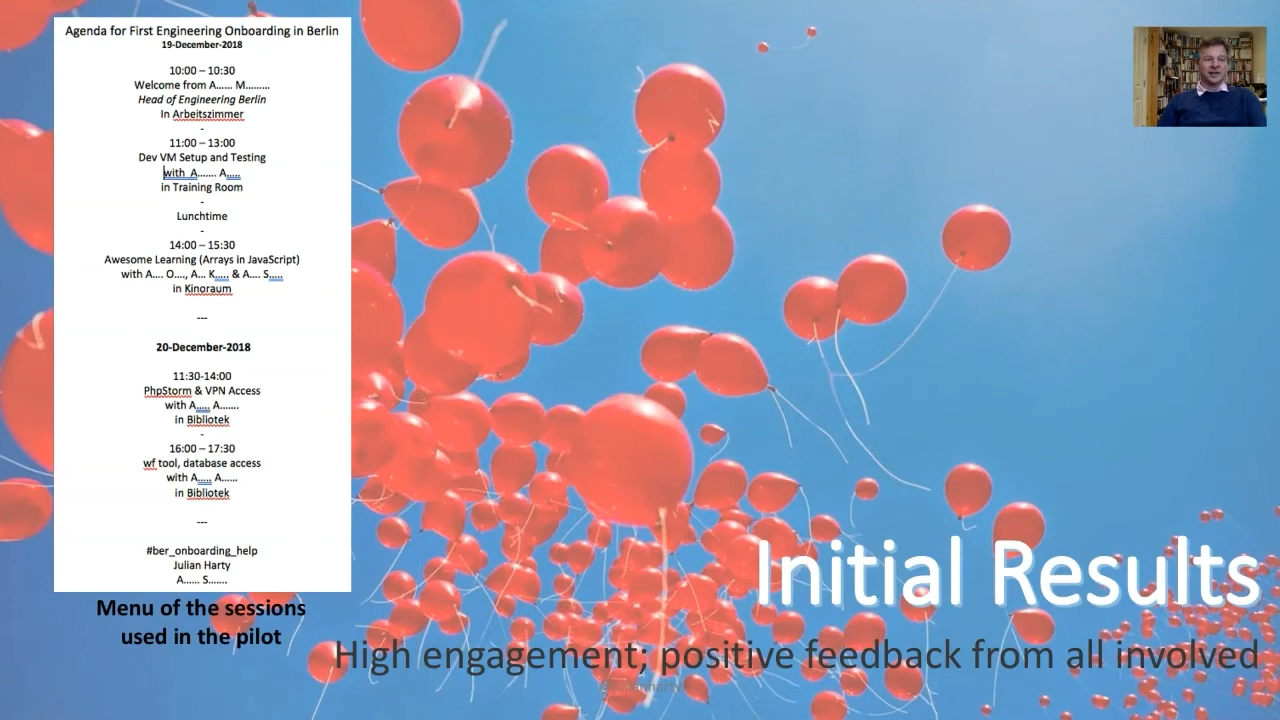 Agenda for First Engineering Onboarding in Berlin
19-December-2018
10:00 – 10:30
Welcome from A...... M.........
Head of Engineering Berlin
In Arbeitszimmer
-
11:00 – 13:00
Dev VM Setup and Testing
with A....... A.....
in Training Room
-
Lunchtime
-
14:00 – 15:30
Awesome Learning (Arrays in JavaScript)
with A.... O...., A... K..... & A.... S.....
in Kinoraum
---
20-December-2018
11:30-14:00
PhpStorm & VPN Access
with A..... A.......
in Bibliotek
-
16:00 – 17:30
wf tool, database access
with A..... A......
in Bibliotek
---
#ber_onboarding_help
Julian Harty
A...... S.......
Menu of the sessions
used in the pilot
Initial Results
High engagement; positive feedback from all involved